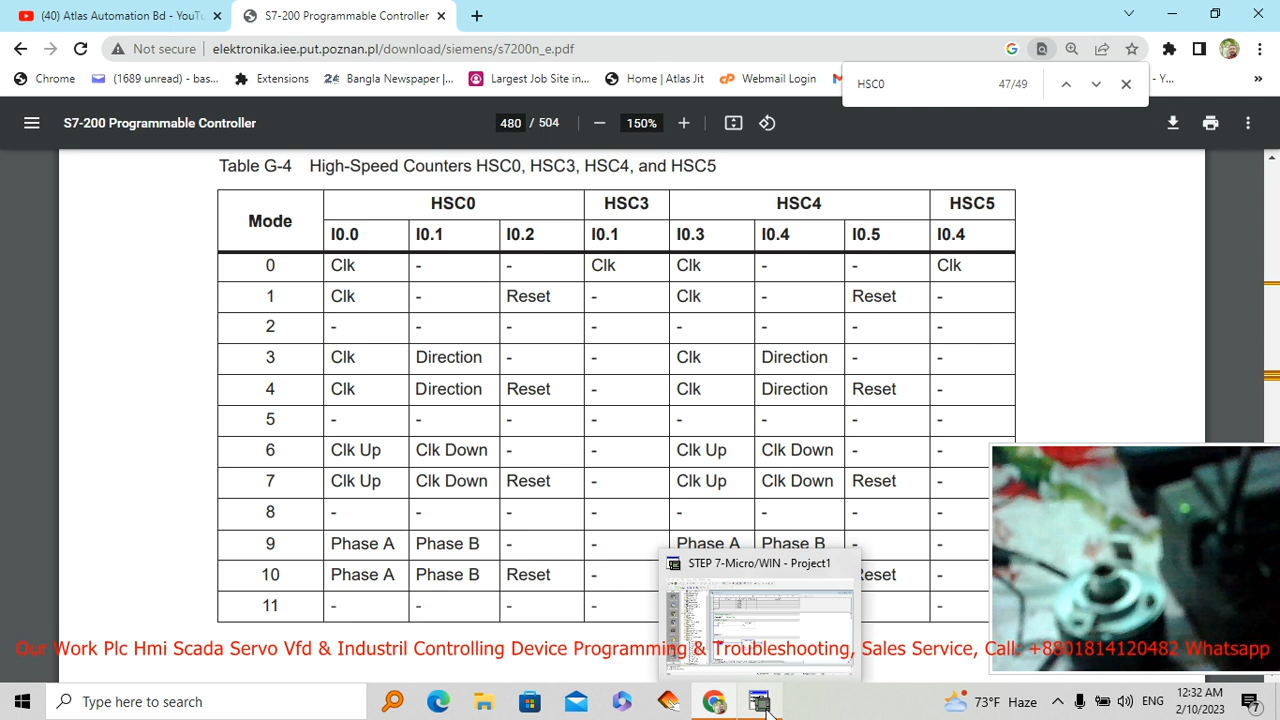 (40) Atlas Automation Bd - YouTu
S7-200 Programmable Controller
Not secure
elektronika.iee.put.poznan.pl/download/siemens/s7200n_e.pdf
Chrome
(1689 unread) - bas...
Extensions
Bangla Newspaper |...
Largest Job Site in...
Home | Atlas Jit
Webmail Login
- Y...
»
HSC0
47/49
S7-200 Programmable Controller
480 / 504
150%
Table G-4 High-Speed Counters HSC0, HSC3, HSC4, and HSC5
Mode HSC0 HSC3 HSC4 HSC5
I0.0 I0.1 I0.2 I0.1 I0.3 I0.4 I0.5 I0.4
0 Clk - - Clk Clk - - Clk
1 Clk - Reset - Clk - Reset -
2 - - - - - - - -
3 Clk Direction - - Clk Direction - -
4 Clk Direction Reset - Clk Direction Reset -
5 - - - - - - - -
6 Clk Up Clk Down - - Clk Up Clk Down - -
7 Clk Up Clk Down Reset - Clk Up Clk Down Reset -
8 - - - - - - - -
9 Phase A Phase B - - Phase A Phase B - -
10 Phase A Phase B Reset - Reset -
11 - - - - -
STEP 7-Micro/WIN - Project1
Our Work Plc Hmi Scada Servo Vfd & Industril Controlling Device Programming & Troubleshooting, Sales Service, Call: +8801814120482 Whatsapp
Type here to search
73°F Haze
ENG
12:32 AM
2/10/2023
7